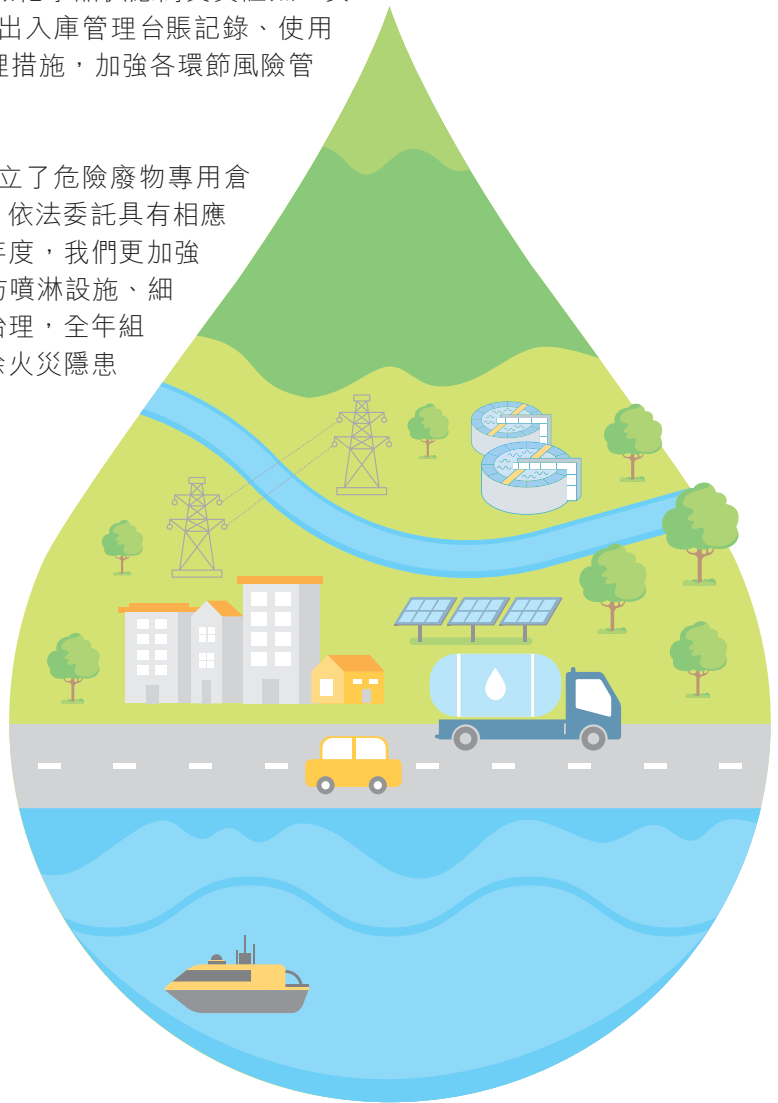 出入庫管理台賬記錄、使用
理措施，加強各環節風險管
立了危險廢物專用倉
依法委託具有相應
年度，我們更加強
防噴淋設施、細
治理，全年組
除火災隱患